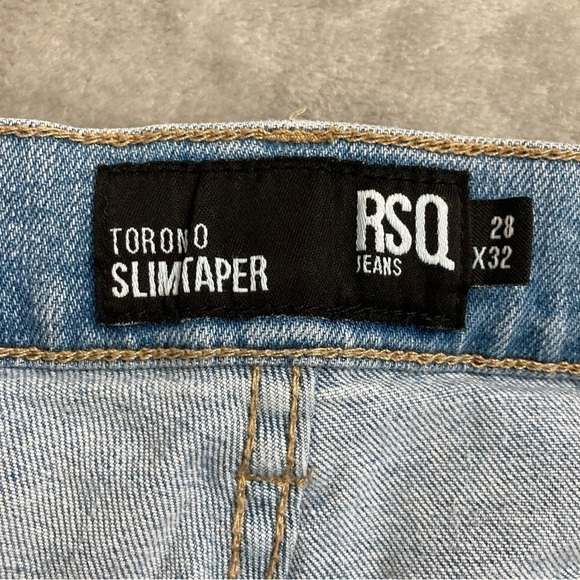 TORONO
SLIMTAPER
RSQ
JEANS
28
X32